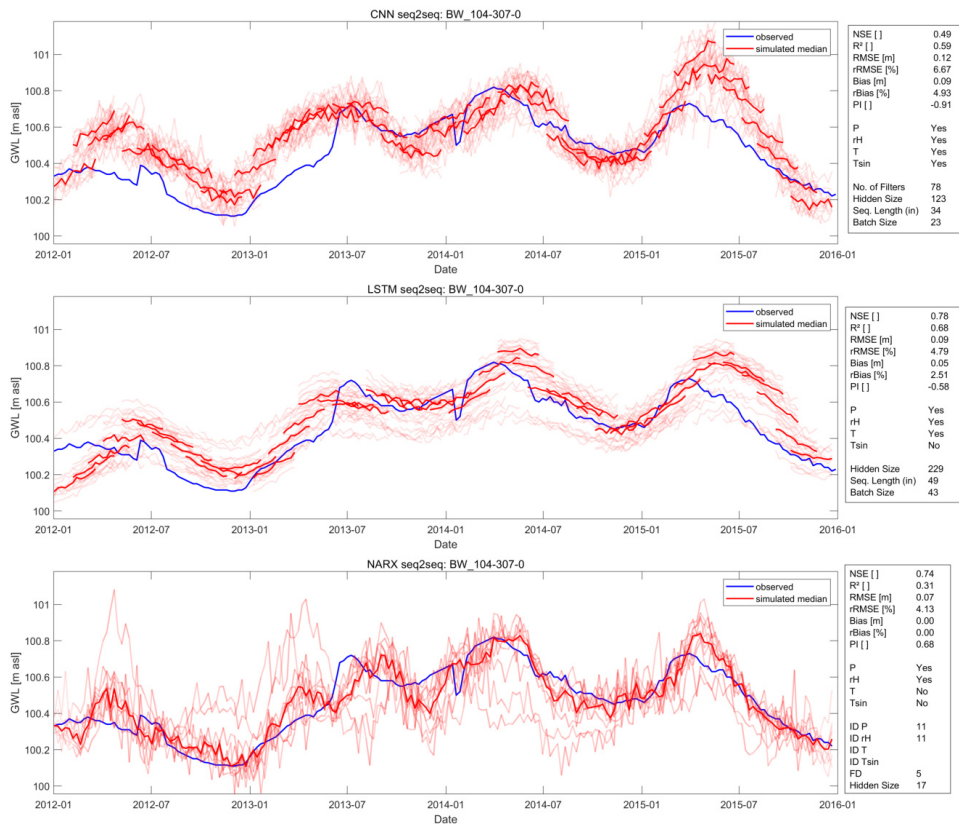 CNN seq2seq: BW_104-307-0
observed
simulated median
GWL [m asl]
101
100.8
100.6
100.4
100.2
100
2012-01 2012-07 2013-01 2013-07 2014-01 2014-07 2015-01 2015-07 2016-01
Date
NSE [ ] 0.49
R² [ ] 0.59
RMSE [m] 0.12
rRMSE [%] 6.67
Bias [m] 0.09
rBias [%] 4.93
PI [ ] -0.91
P Yes
rH Yes
T Yes
Tsin Yes
No. of Filters 78
Hidden Size 123
Seq. Length (in) 34
Batch Size 23
LSTM seq2seq: BW_104-307-0
observed
simulated median
GWL [m asl]
101
100.8
100.6
100.4
100.2
100
2012-01 2012-07 2013-01 2013-07 2014-01 2014-07 2015-01 2015-07 2016-01
Date
NSE [ ] 0.78
R² [ ] 0.68
RMSE [m] 0.09
rRMSE [%] 4.79
Bias [m] 0.05
rBias [%] 2.51
PI [ ] -0.58
P Yes
rH Yes
T Yes
Tsin No
Hidden Size 229
Seq. Length (in) 49
Batch Size 43
NARX seq2seq: BW_104-307-0
observed
simulated median
GWL [m asl]
101
100.8
100.6
100.4
100.2
100
2012-01 2012-07 2013-01 2013-07 2014-01 2014-07 2015-01 2015-07 2016-01
Date
NSE [ ] 0.74
R² [ ] 0.31
RMSE [m] 0.07
rRMSE [%] 4.13
Bias [m] 0.00
rBias [%] 0.00
PI [ ] 0.68
P Yes
rH Yes
T No
Tsin No
ID P 11
ID rH 11
ID T
ID Tsin
FD 5
Hidden Size 17